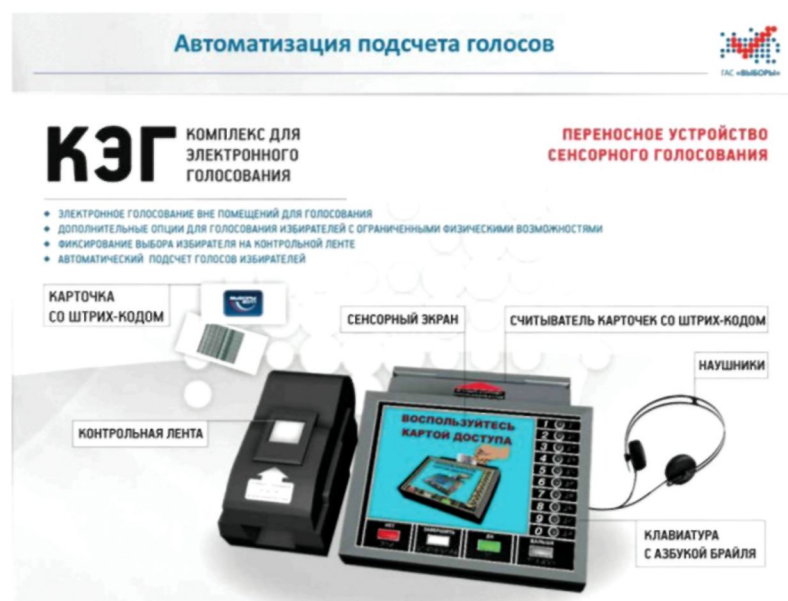 Автоматизация подсчета голосов
ГАС «ВЫБОРЫ»
КЭГ
КОМПЛЕКС ДЛЯ
ЭЛЕКТРОННОГО
ГОЛОСОВАНИЯ
ПЕРЕНОСНОЕ УСТРОЙСТВО
СЕНСОРНОГО ГОЛОСОВАНИЯ
ЭЛЕКТРОННОЕ ГОЛОСОВАНИЕ ВНЕ ПОМЕЩЕНИЙ ДЛЯ ГОЛОСОВАНИЯ
ДОПОЛНИТЕЛЬНЫЕ ОПЦИИ ДЛЯ ГОЛОСОВАНИЯ ИЗБИРАТЕЛЕЙ С ОГРАНИЧЕННЫМИ ФИЗИЧЕСКИМИ ВОЗМОЖНОСТЯМИ
ФИКСИРОВАНИЕ ВЫБОРА ИЗБИРАТЕЛЯ НА КОНТРОЛЬНОЙ ЛЕНТЕ
АВТОМАТИЧЕСКИЙ ПОДСЧЕТ ГОЛОСОВ ИЗБИРАТЕЛЕЙ
КАРТОЧКА
СО ШТРИХ-КОДОМ
СЕНСОРНЫЙ ЭКРАН
СЧИТЫВАТЕЛЬ КАРТОЧЕК СО ШТРИХ-КОДОМ
НАУШНИКИ
КОНТРОЛЬНАЯ ЛЕНТА
ВОСПОЛЬЗУЙТЕСЬ
КАРТОЙ ДОСТУПА
1
2
3
4
5
6
7
8
9
0
НЕТ
ДА
КЛАВИАТУРА
С АЗБУКОЙ БРАЙЛЯ